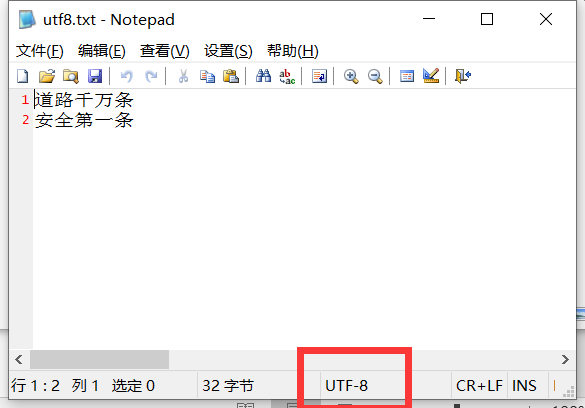 utf8.txt - Notepad
文件(F) 编辑(E) 查看(V) 设置(S) 帮助(H)
1 道路千万条
2 安全第一条
行 1 : 2 列 1 选定 0 32 字节 UTF-8 CR+LF INS